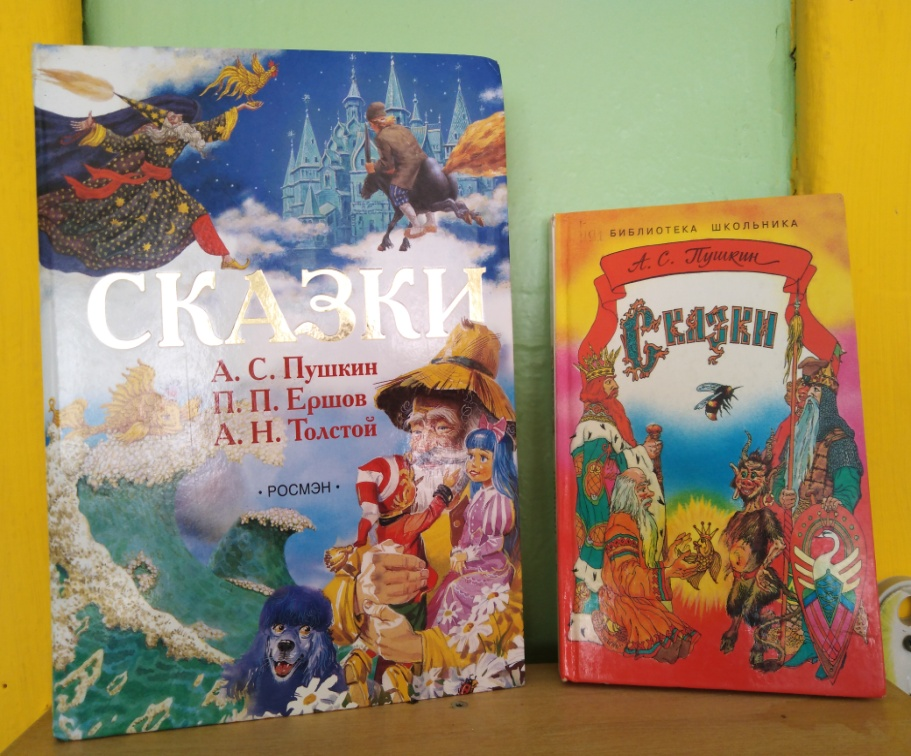 СКАЗКИ
А. С. Пушкин
П. П. Ершов
А. Н. Толстой
• РОСМЭН •
БИБЛИОТЕКА ШКОЛЬНИКА
А. С. Пушкин
Сказки